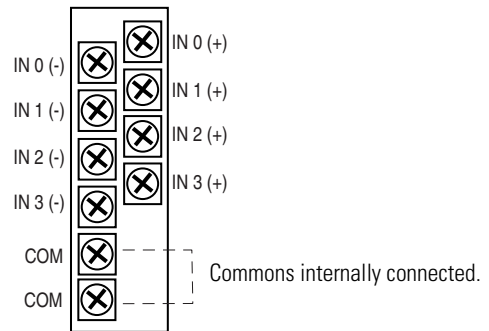 IN 0 (+)
IN 0 (-)
IN 1 (+)
IN 1 (-)
IN 2 (+)
IN 2 (-)
IN 3 (+)
IN 3 (-)
COM
Commons internally connected.
COM